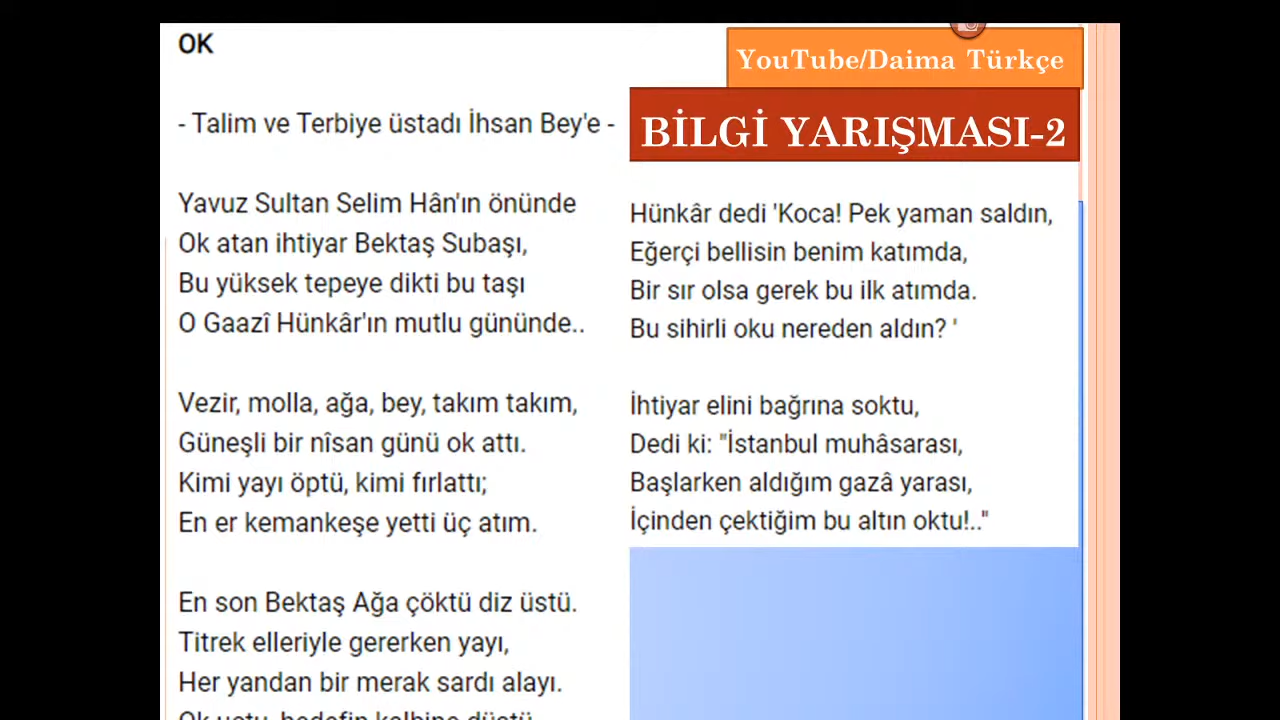 OK
- Talim ve Terbiye üstadı İhsan Bey'e -
Yavuz Sultan Selim Hân'ın önünde
Ok atan ihtiyar Bektaş Subaşı,
Bu yüksek tepeye dikti bu taşı
O Gaazî Hünkâr'ın mutlu gününde..
Vezir, molla, ağa, bey, takım takım,
Güneşli bir nîsan günü ok attı.
Kimi yayı öptü, kimi fırlattı;
En er kemankeşe yetti üç atım.
En son Bektaş Ağa çöktü diz üstü.
Titrek elleriyle gererken yayı,
Her yandan bir merak sardı alayı.
Ok uçtu, hedefin kalbine düştü
YouTube/Daima Türkçe
BİLGİ YARIŞMASI-2
Hünkâr dedi 'Koca! Pek yaman saldın,
Eğerçi bellisin benim katımda,
Bir sır olsa gerek bu ilk atımda.
Bu sihirli oku nereden aldın? '
İhtiyar elini bağrına soktu,
Dedi ki: "İstanbul muhâsarası,
Başlarken aldığım gazâ yarası,
İçinden çektiğim bu altın oktu!.."